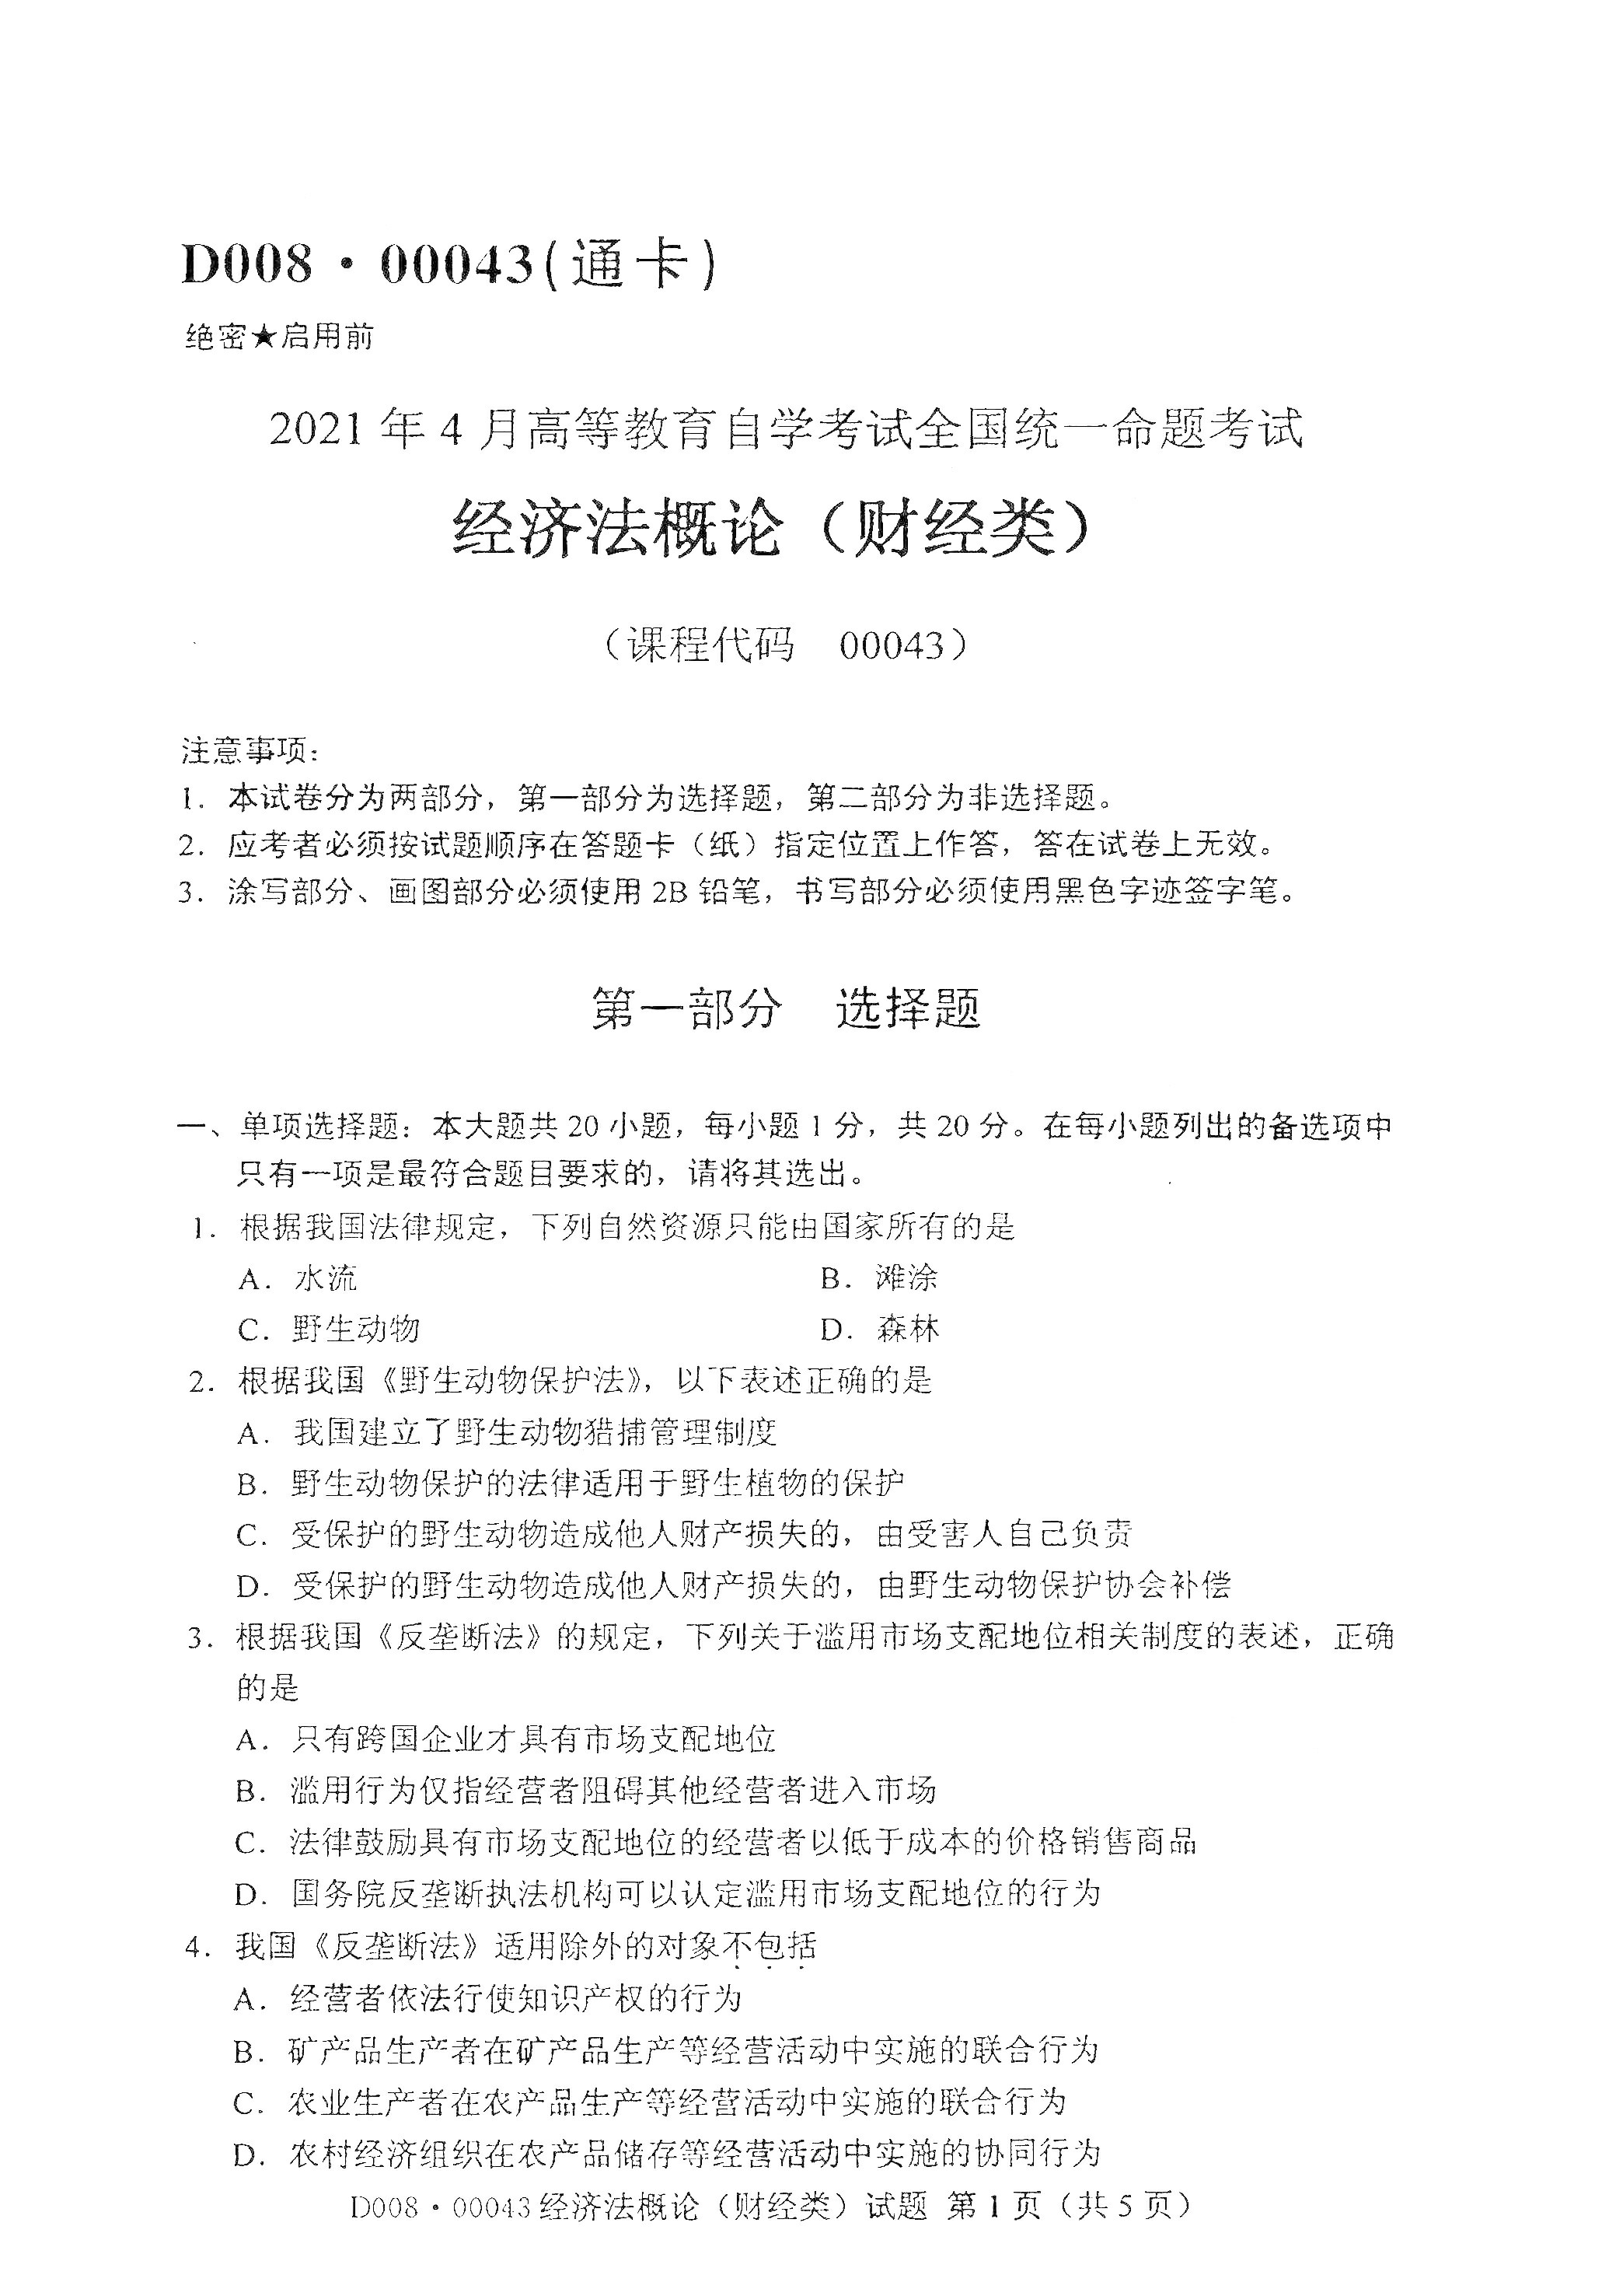 D008·00043(通卡)
绝密★启用前
2021 年 4 月高等教育自学考试全国统一命题考试
经济法概论（财经类）
（课程代码　00043）
注意事项：
1．本试卷分为两部分，第一部分为选择题，第二部分为非选择题。
2．应考者必须按试题顺序在答题卡（纸）指定位置上作答，答在试卷上无效。
3．涂写部分、画图部分必须使用 2B 铅笔，书写部分必须使用黑色字迹签字笔。
第一部分　选择题
一、单项选择题：本大题共 20 小题，每小题 1 分，共 20 分。在每小题列出的备选项中
只有一项是最符合题目要求的，请将其选出。
1．根据我国法律规定，下列自然资源只能由国家所有的是
A．水流　B．滩涂
C．野生动物　D．森林
2．根据我国《野生动物保护法》，以下表述正确的是
A．我国建立了野生动物猎捕管理制度
B．野生动物保护的法律适用于野生植物的保护
C．受保护的野生动物造成他人财产损失的，由受害人自己负责
D．受保护的野生动物造成他人财产损失的，由野生动物保护协会补偿
3．根据我国《反垄断法》的规定，下列关于滥用市场支配地位相关制度的表述，正确
的是
A．只有跨国企业才具有市场支配地位
B．滥用行为仅指经营者阻碍其他经营者进入市场
C．法律鼓励具有市场支配地位的经营者以低于成本的价格销售商品
D．国务院反垄断执法机构可以认定滥用市场支配地位的行为
4．我国《反垄断法》适用除外的对象不包括
A．经营者依法行使知识产权的行为
B．矿产品生产者在矿产品生产等经营活动中实施的联合行为
C．农业生产者在农产品生产等经营活动中实施的联合行为
D．农村经济组织在农产品储存等经营活动中实施的协同行为
D008·00043 经济法概论（财经类）试题 第 1 页（共 5 页）